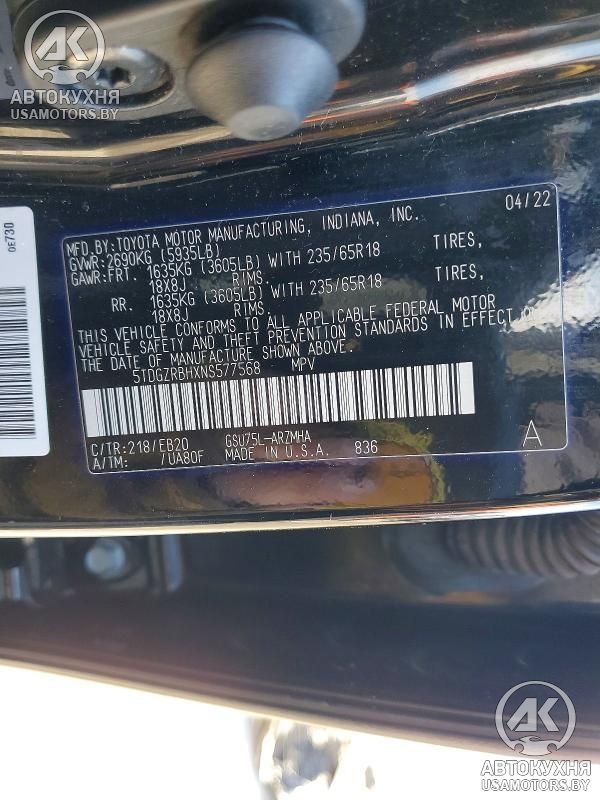 АК
АВТОКУХНЯ
USAMOTORS.BY
0E730
MFD.BY:TOYOTA MOTOR MANUFACTURING, INDIANA, INC. 04/22
GVWR:2690KG (5935LB)
GAWR:FRT. 1635KG (3605LB) WITH 235/65R18 TIRES,
18X8J RIMS.
RR. 1635KG (3605LB) WITH 235/65R18 TIRES,
18X8J RIMS.
THIS VEHICLE CONFORMS TO ALL APPLICABLE FEDERAL MOTOR
VEHICLE SAFETY AND THEFT PREVENTION STANDARDS IN EFFECT ON
THE DATE OF MANUFACTURE SHOWN ABOVE.
5TDGZRBHXNS577568 MPV
C/TR:218/EB20 GSU75L-ARZMHA
A/TM: /UA80F MADE IN U.S.A. 836 A
АК
АВТОКУХНЯ
USAMOTORS.BY